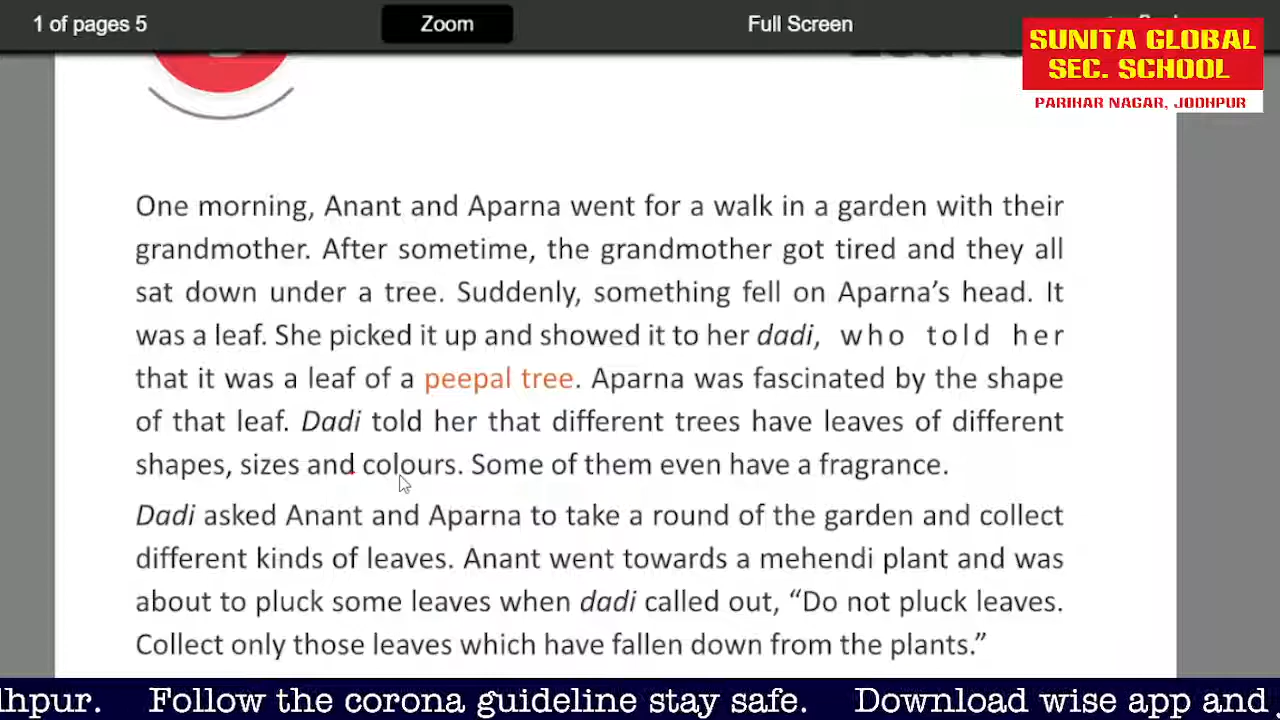 1 of pages 5
Zoom
Full Screen
SUNITA GLOBAL
SEC. SCHOOL
PARIHAR NAGAR, JODHPUR
One morning, Anant and Aparna went for a walk in a garden with their
grandmother. After sometime, the grandmother got tired and they all
sat down under a tree. Suddenly, something fell on Aparna’s head. It
was a leaf. She picked it up and showed it to her dadi, who told her
that it was a leaf of a peepal tree. Aparna was fascinated by the shape
of that leaf. Dadi told her that different trees have leaves of different
shapes, sizes and colours. Some of them even have a fragrance.
Dadi asked Anant and Aparna to take a round of the garden and collect
different kinds of leaves. Anant went towards a mehendi plant and was
about to pluck some leaves when dadi called out, “Do not pluck leaves.
Collect only those leaves which have fallen down from the plants.”
dhpur. Follow the corona guideline stay safe. Download wise app and